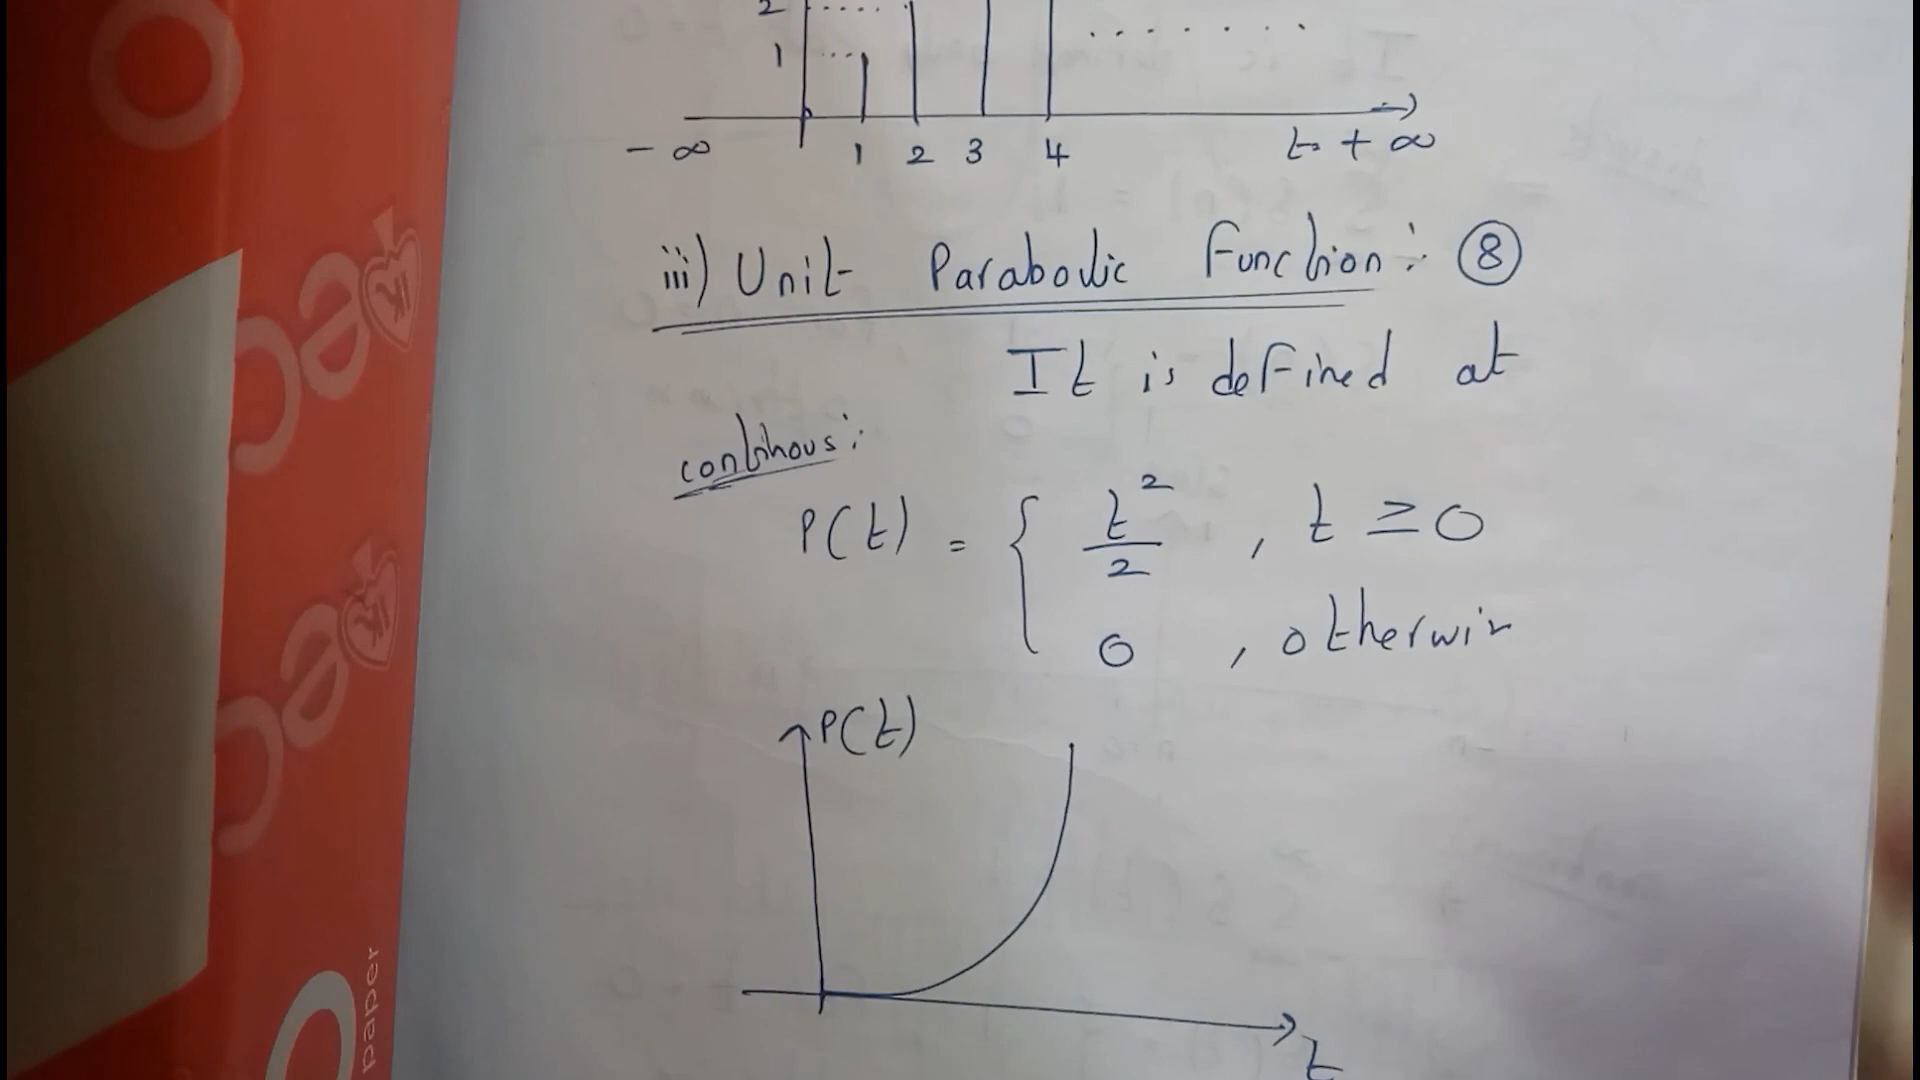 2
1
- ∞ 1 2 3 4 t + ∞
iii) Unit Parabolic Function : 8
It is defined at
continous :
P(t) = { t²/2 , t ≥ 0
0 , otherwise
P(t)
t
paper